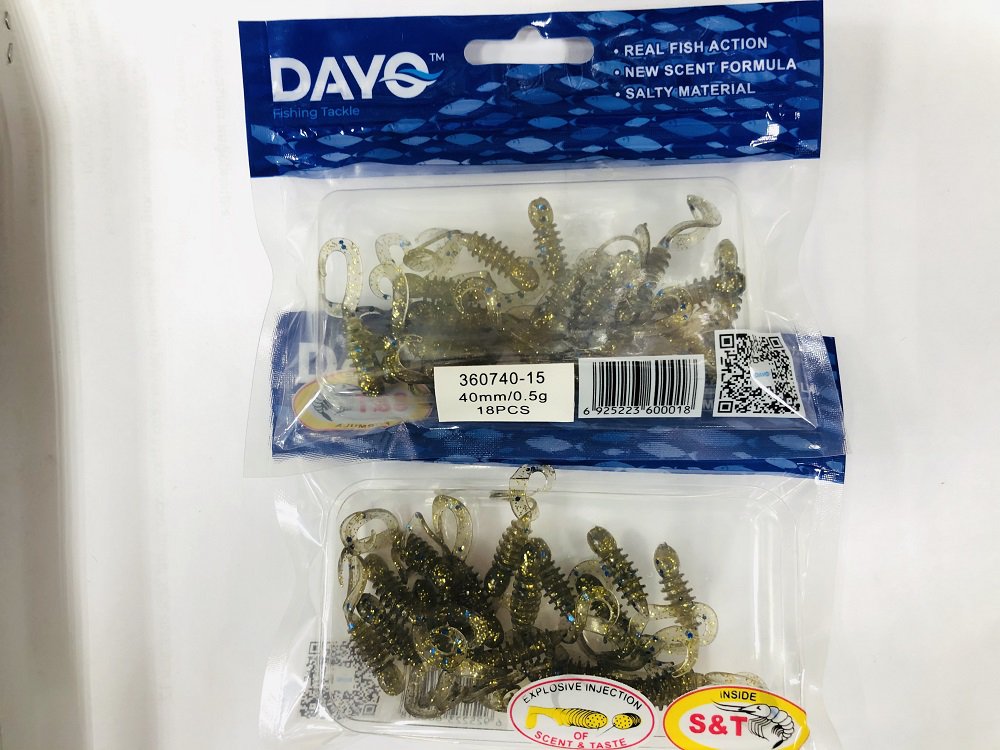 DAYO™
Fishing Tackle
• REAL FISH ACTION
• NEW SCENT FORMULA
• SALTY MATERIAL
360740-15
40mm/0.5g
18PCS
6 925223 600018
DAYO
EXPLOSIVE INJECTION
OF
SCENT & TASTE
INSIDE
S&T